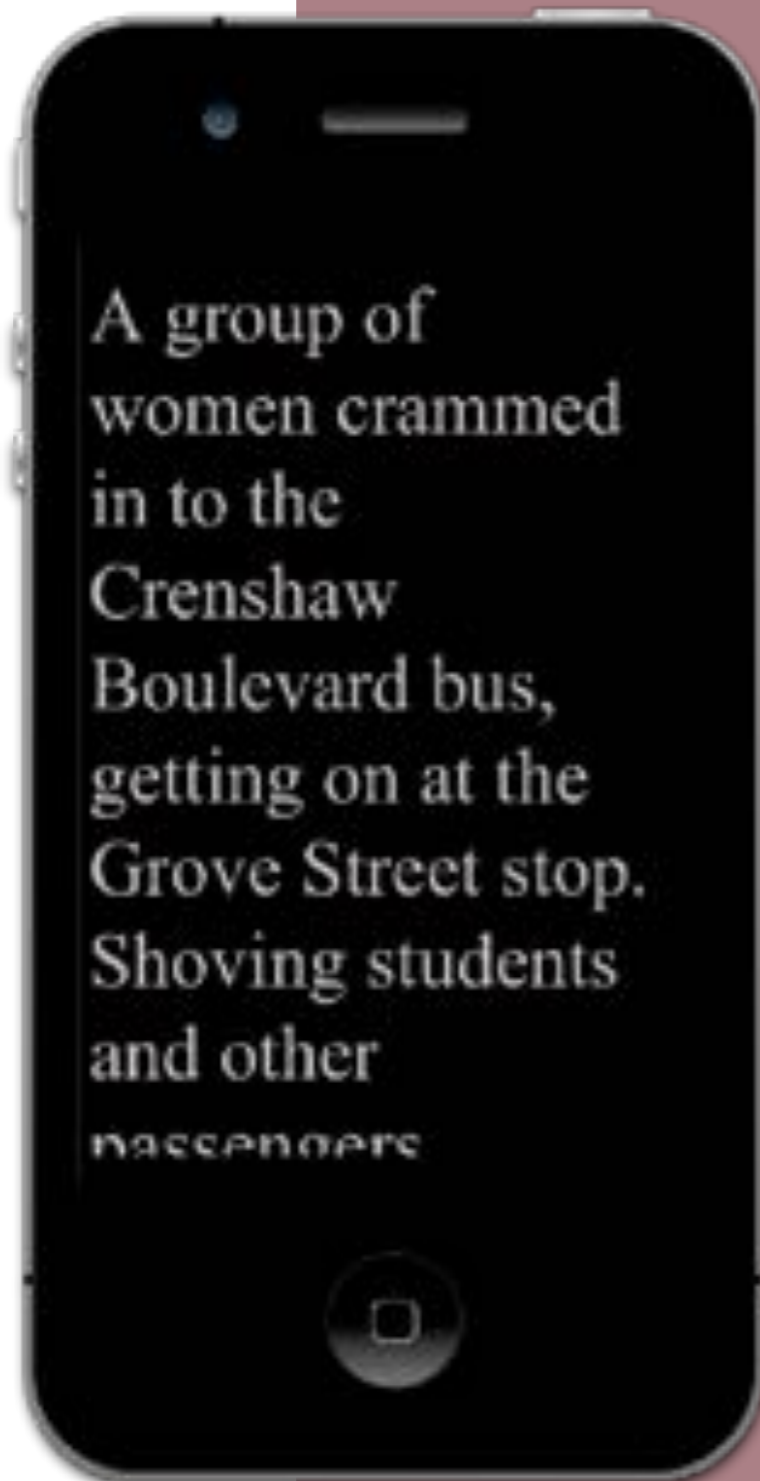 A group of
women crammed
in to the
Crenshaw
Boulevard bus,
getting on at the
Grove Street stop.
Shoving students
and other
passengers